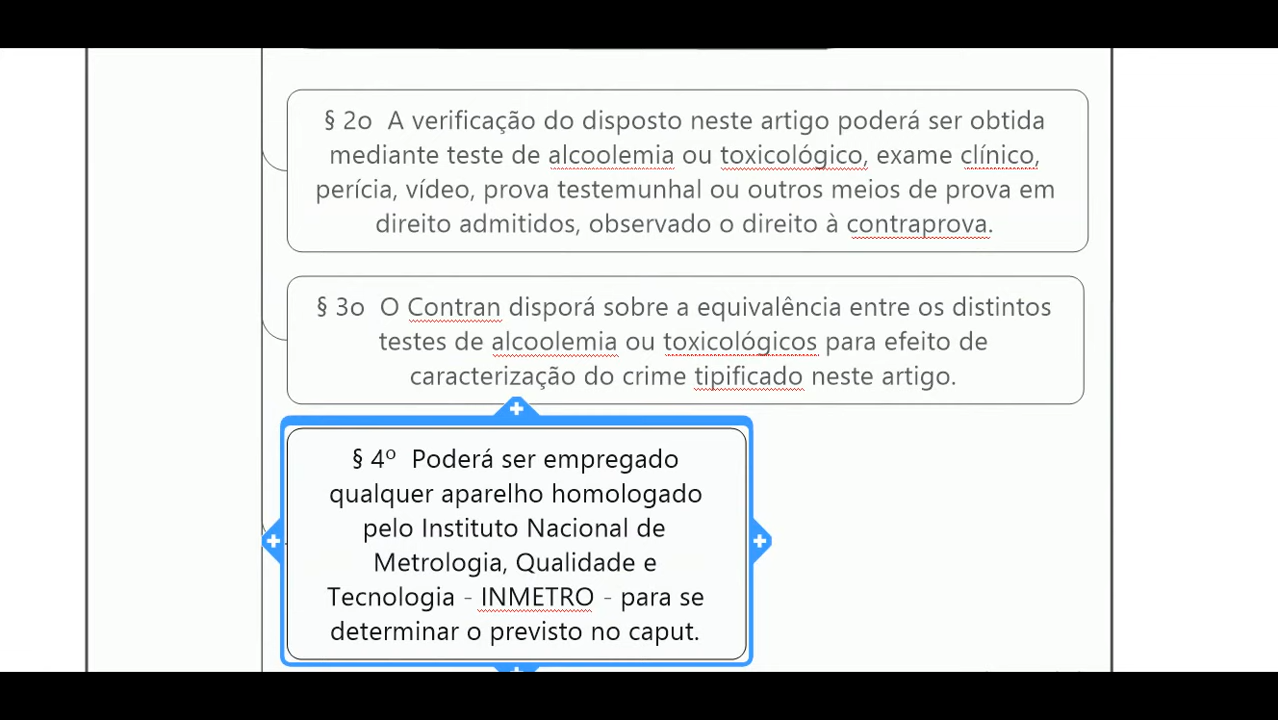 § 2o  A verificação do disposto neste artigo poderá ser obtida
mediante teste de alcoolemia ou toxicológico, exame clínico,
perícia, vídeo, prova testemunhal ou outros meios de prova em
direito admitidos, observado o direito à contraprova.
§ 3o  O Contran disporá sobre a equivalência entre os distintos
testes de alcoolemia ou toxicológicos para efeito de
caracterização do crime tipificado neste artigo.
§ 4º  Poderá ser empregado
qualquer aparelho homologado
pelo Instituto Nacional de
Metrologia, Qualidade e
Tecnologia - INMETRO - para se
determinar o previsto no caput.